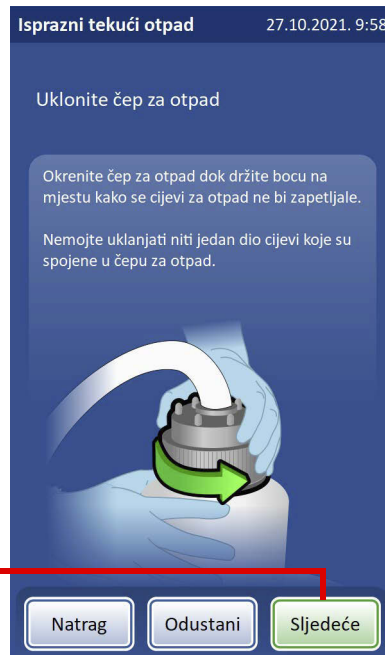 Isprazni tekući otpad 27.10.2021. 9:58
Uklonite čep za otpad
Okrenite čep za otpad dok držite bocu na
mjestu kako se cijevi za otpad ne bi zapetljale.
Nemojte uklanjati niti jedan dio cijevi koje su
spojene u čepu za otpad.
Natrag Odustani Sljedeće